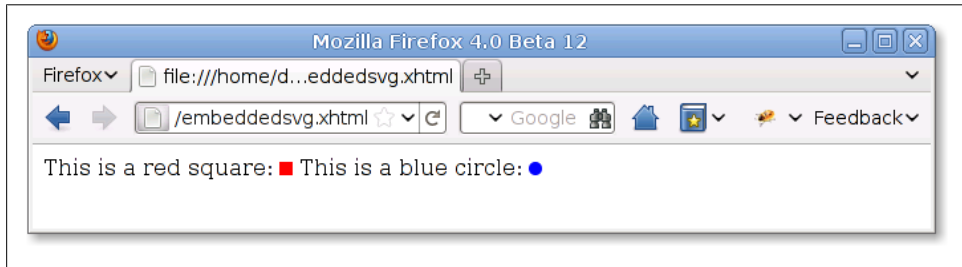 Mozilla Firefox 4.0 Beta 12
Firefox file:///home/d...eddedsvg.xhtml
/embeddedsvg.xhtml Google Feedback
This is a red square: This is a blue circle: